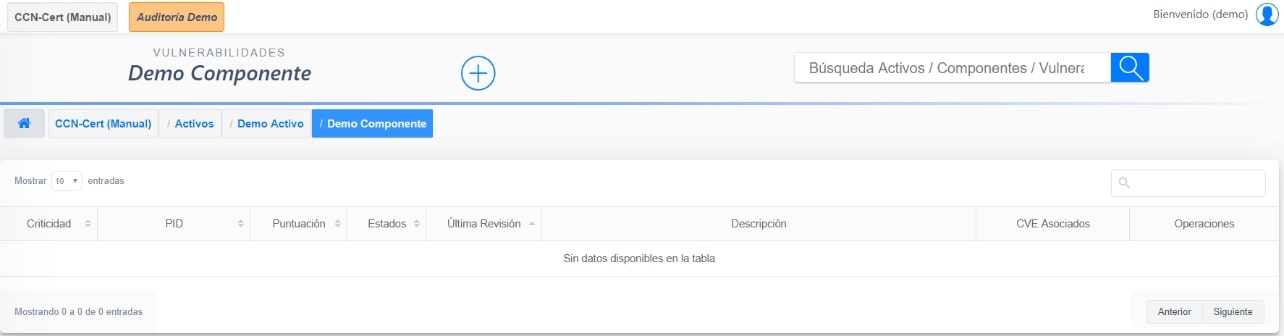 CCN-Cert (Manual) Auditoría Demo Bienvenido (demo)
VULNERABILIDADES
Demo Componente
Búsqueda Activos / Componentes / Vulnera
CCN-Cert (Manual) / Activos / Demo Activo / Demo Componente
Mostrar 10 entradas
Criticidad PID Puntuación Estados Última Revisión Descripción CVE Asociados Operaciones
Sin datos disponibles en la tabla
Mostrando 0 a 0 de 0 entradas Anterior Siguiente